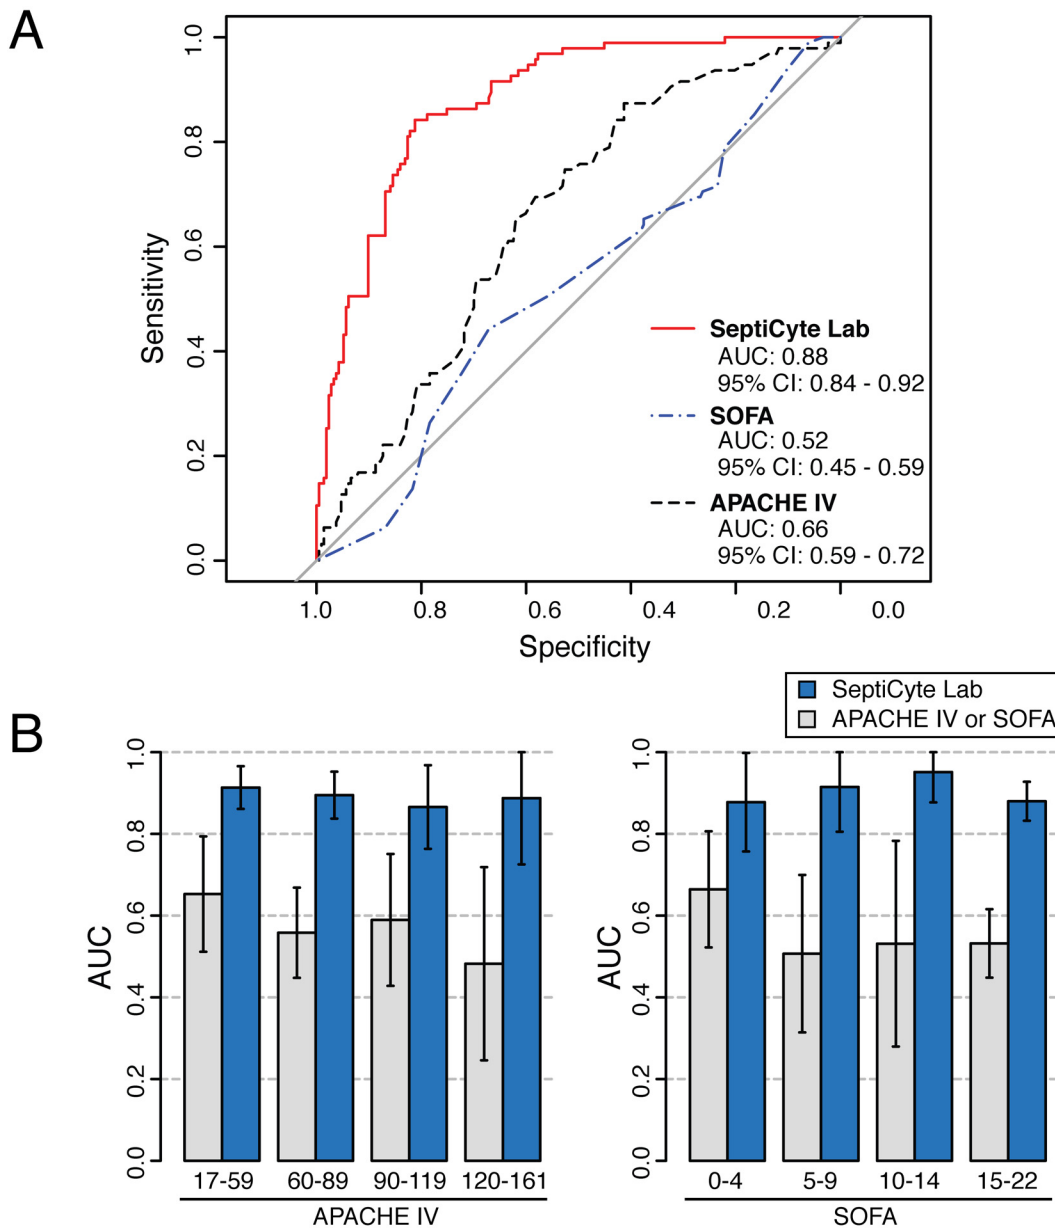 A
Sensitivity
1.0
0.8
0.6
0.4
0.2
0.0
SeptiCyte Lab
AUC: 0.88
95% CI: 0.84 - 0.92
SOFA
AUC: 0.52
95% CI: 0.45 - 0.59
APACHE IV
AUC: 0.66
95% CI: 0.59 - 0.72
1.0 0.8 0.6 0.4 0.2 0.0
Specificity
B
SeptiCyte Lab
APACHE IV or SOFA
AUC
1.0
0.8
0.6
0.4
0.2
0.0
17-59 60-89 90-119 120-161
APACHE IV
AUC
1.0
0.8
0.6
0.4
0.2
0.0
0-4 5-9 10-14 15-22
SOFA